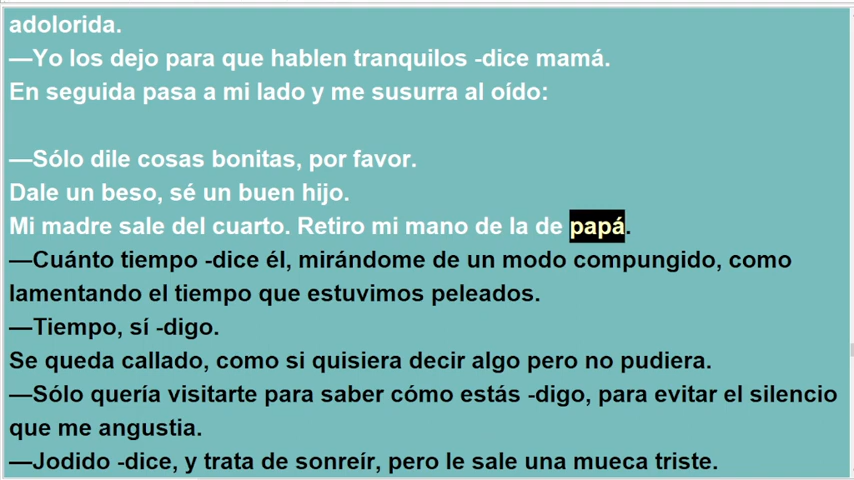 adolorida.
—Yo los dejo para que hablen tranquilos -dice mamá.
En seguida pasa a mi lado y me susurra al oído:
—Sólo dile cosas bonitas, por favor.
Dale un beso, sé un buen hijo.
Mi madre sale del cuarto. Retiro mi mano de la de papá.
—Cuánto tiempo -dice él, mirándome de un modo compungido, como
lamentando el tiempo que estuvimos peleados.
—Tiempo, sí -digo.
Se queda callado, como si quisiera decir algo pero no pudiera.
—Sólo quería visitarte para saber cómo estás -digo, para evitar el silencio
que me angustia.
—Jodido -dice, y trata de sonreír, pero le sale una mueca triste.